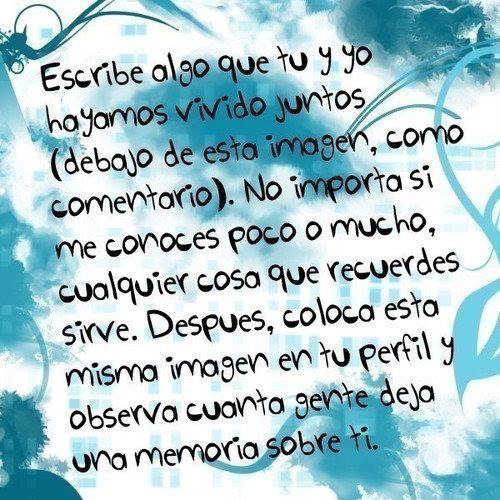 Escribe algo que tu y yo
hayamos vivido juntos
(debajo de esta imagen, como
comentario). No importa si
me conoces poco o mucho,
cualquier cosa que recuerdes
sirve. Despues, coloca esta
misma imagen en tu perfil y
observa cuanta gente deja
una memoria sobre ti.